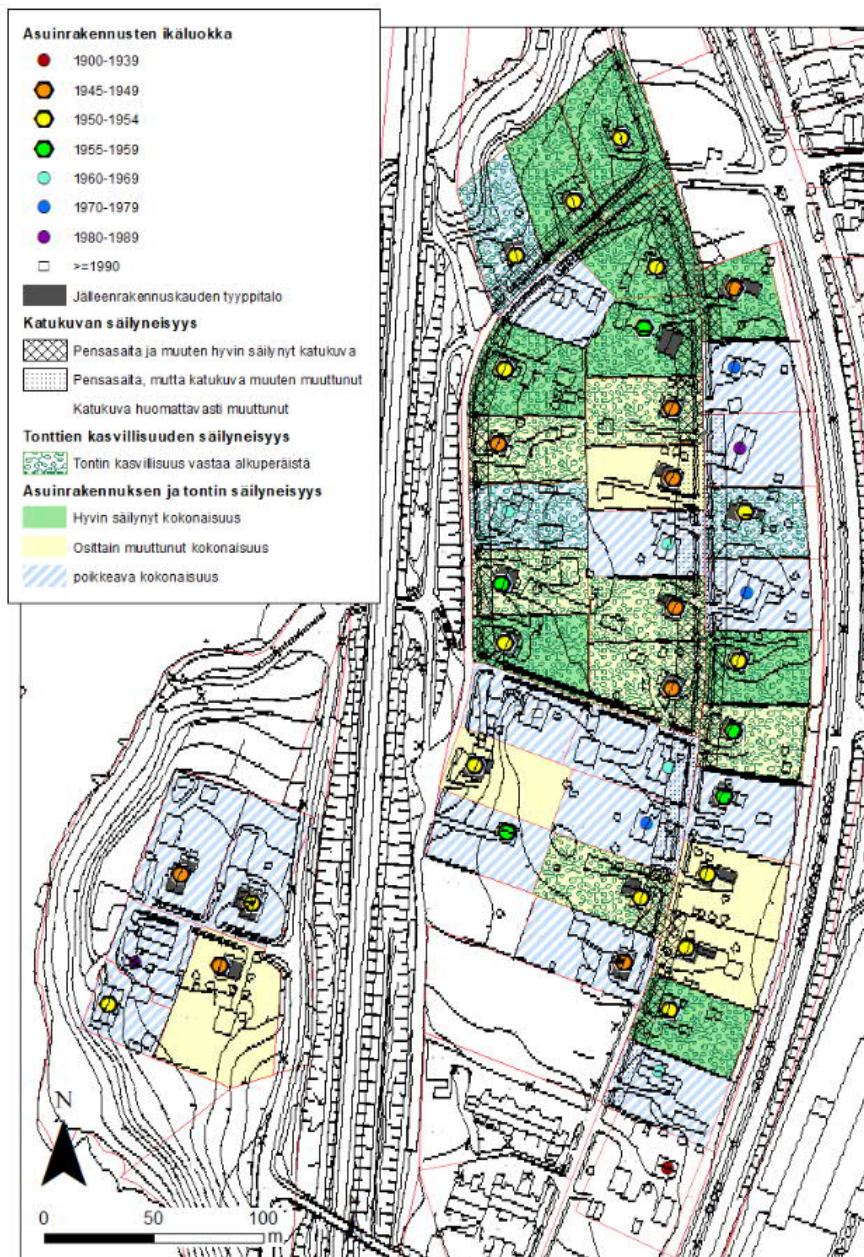 Asuinrakennusten ikäluokka
1900-1939
1945-1949
1950-1954
1955-1959
1960-1969
1970-1979
1980-1989
>=1990
Jälleenrakennuskauden tyyppitalo
Katukuvan säilyneisyys
Pensasaita ja muuten hyvin säilynyt katukuva
Pensasaita, mutta katukuva muuten muuttunut
Katukuva huomattavasti muuttunut
Tonttien kasvillisuuden säilyneisyys
Tontin kasvillisuus vastaa alkuperäistä
Asuinrakennuksen ja tontin säilyneisyys
Hyvin säilynyt kokonaisuus
Osittain muuttunut kokonaisuus
poikkeava kokonaisuus
N
0 50 100
m